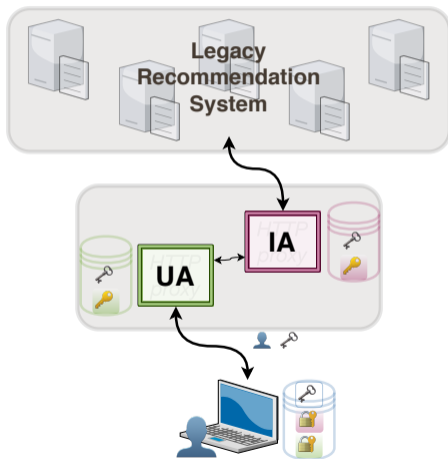 Legacy
Recommendation
System
HTTP
proxy
IA
HTTP
proxy
UA